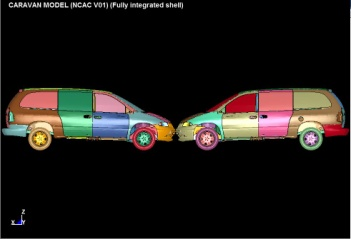 CARAVAN MODEL (NCAC V01) (Fully integrated shell)
Z
X Y